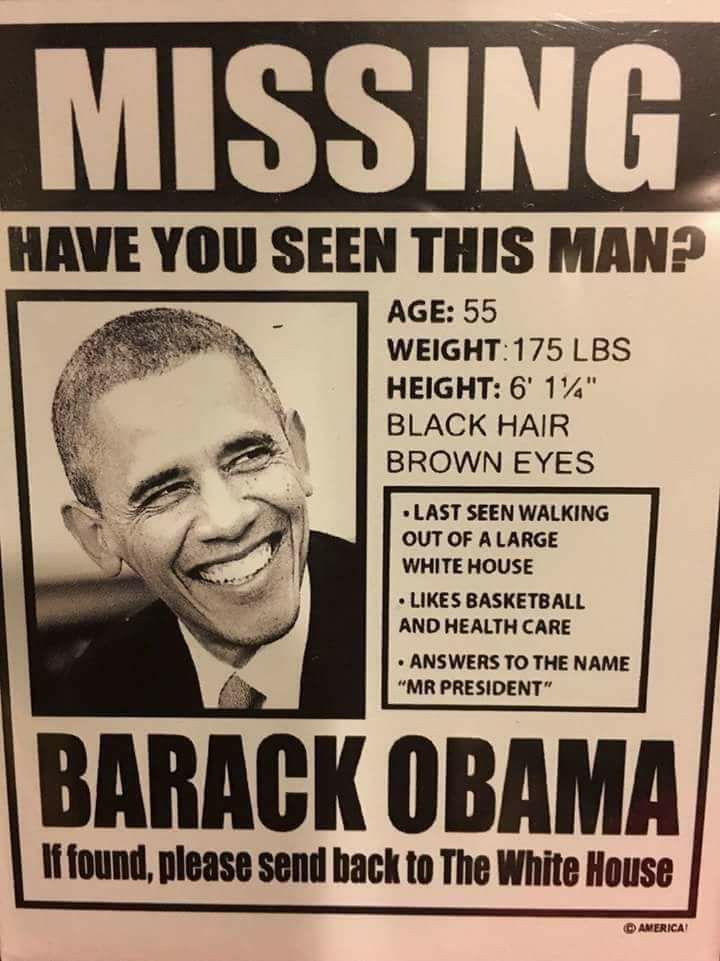 MISSING
HAVE YOU SEEN THIS MAN?
AGE: 55
WEIGHT:175 LBS
HEIGHT: 6' 1¼"
BLACK HAIR
BROWN EYES
• LAST SEEN WALKING
OUT OF A LARGE
WHITE HOUSE
• LIKES BASKETBALL
AND HEALTH CARE
• ANSWERS TO THE NAME
"MR PRESIDENT"
BARACK OBAMA
If found, please send back to The White House
© AMERICA!